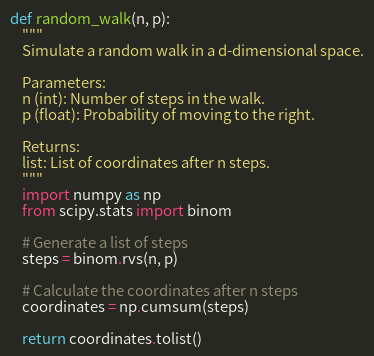 def random_walk(n, p):
    """
    Simulate a random walk in a d-dimensional space.

    Parameters:
    n (int): Number of steps in the walk.
    p (float): Probability of moving to the right.

    Returns:
    list: List of coordinates after n steps.
    """
    import numpy as np
    from scipy.stats import binom

    # Generate a list of steps
    steps = binom.rvs(n, p)

    # Calculate the coordinates after n steps
    coordinates = np.cumsum(steps)

    return coordinates.tolist()